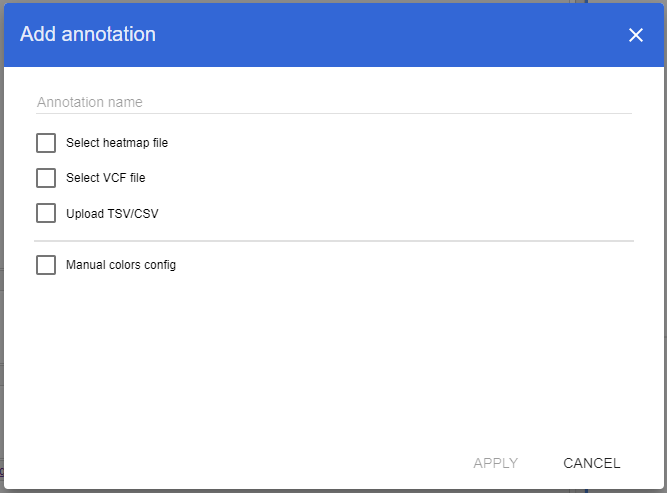 Add annotation
Annotation name
Select heatmap file
Select VCF file
Upload TSV/CSV
Manual colors config
APPLY CANCEL